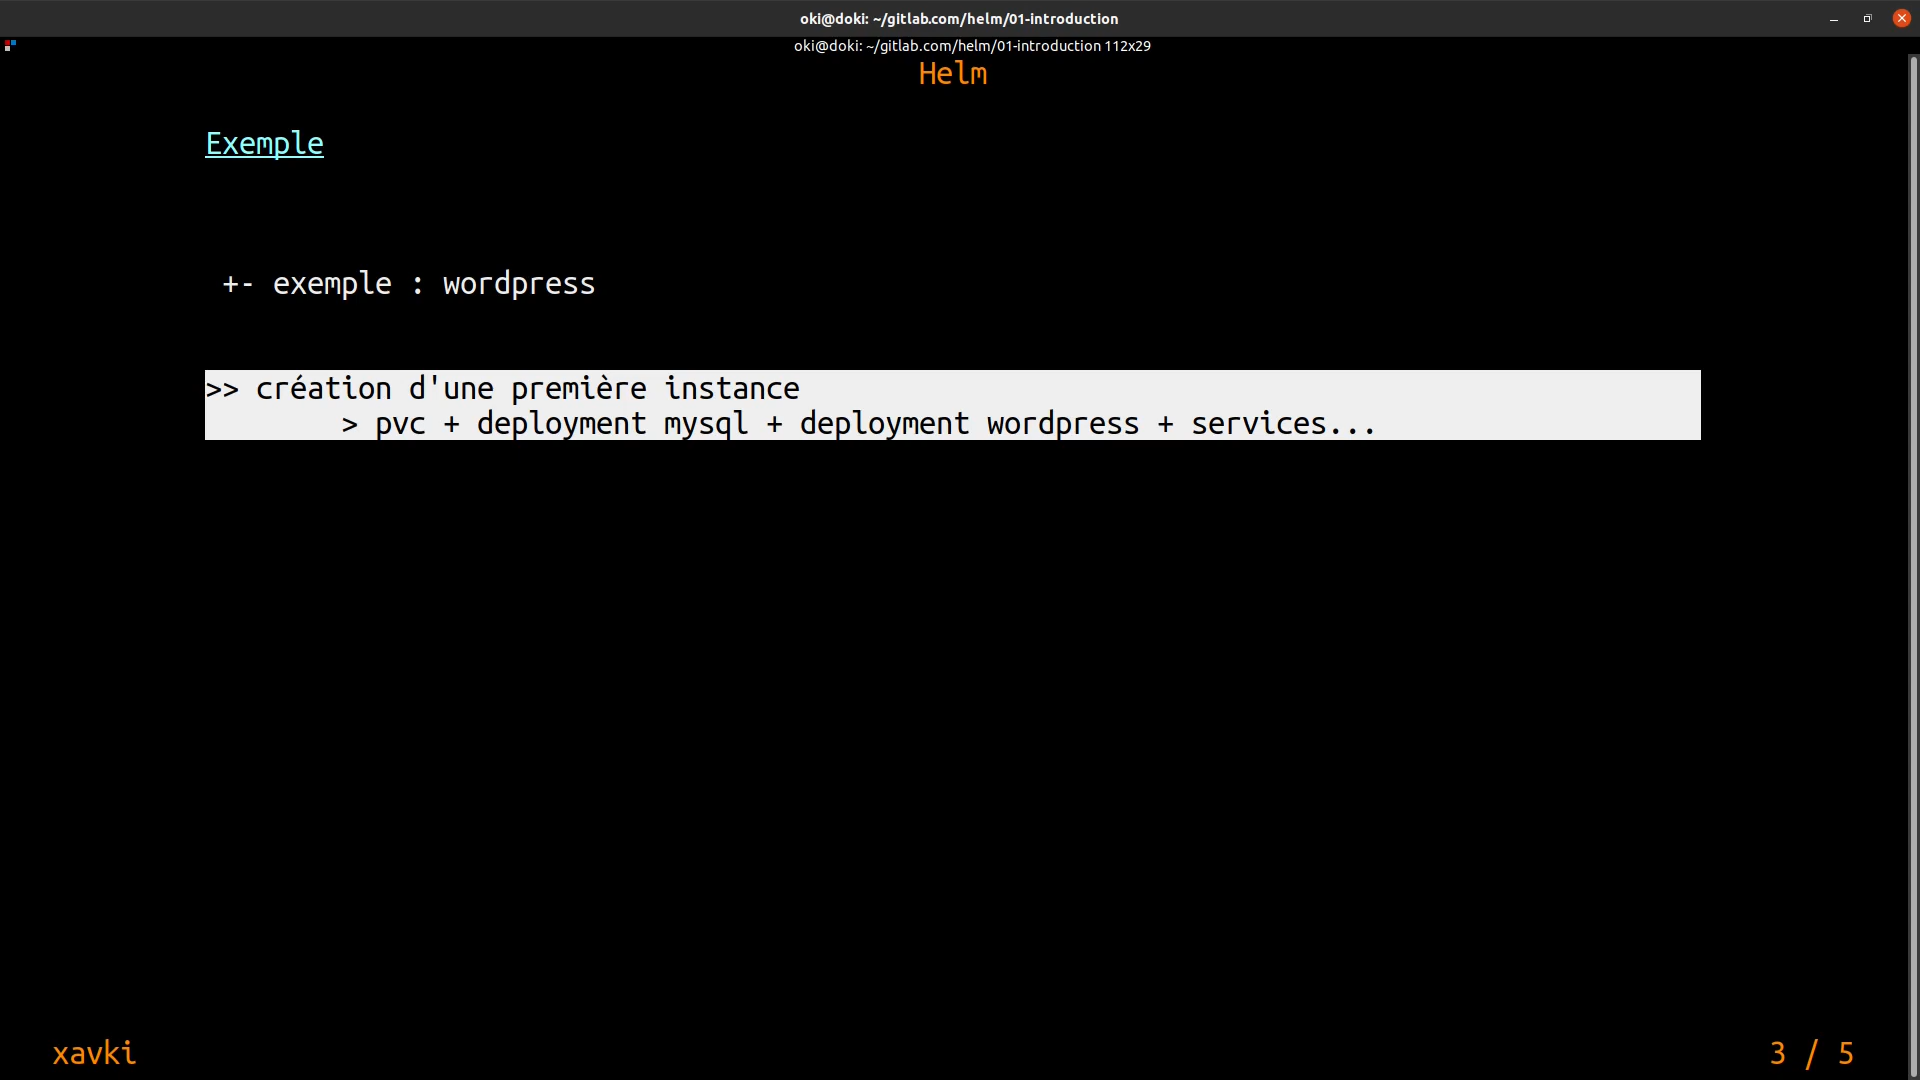 oki@doki: ~/gitlab.com/helm/01-introduction
oki@doki: ~/gitlab.com/helm/01-introduction 112x29
Helm
Exemple
+- exemple : wordpress
>> création d'une première instance
> pvc + deployment mysql + deployment wordpress + services...
xavki
3 / 5